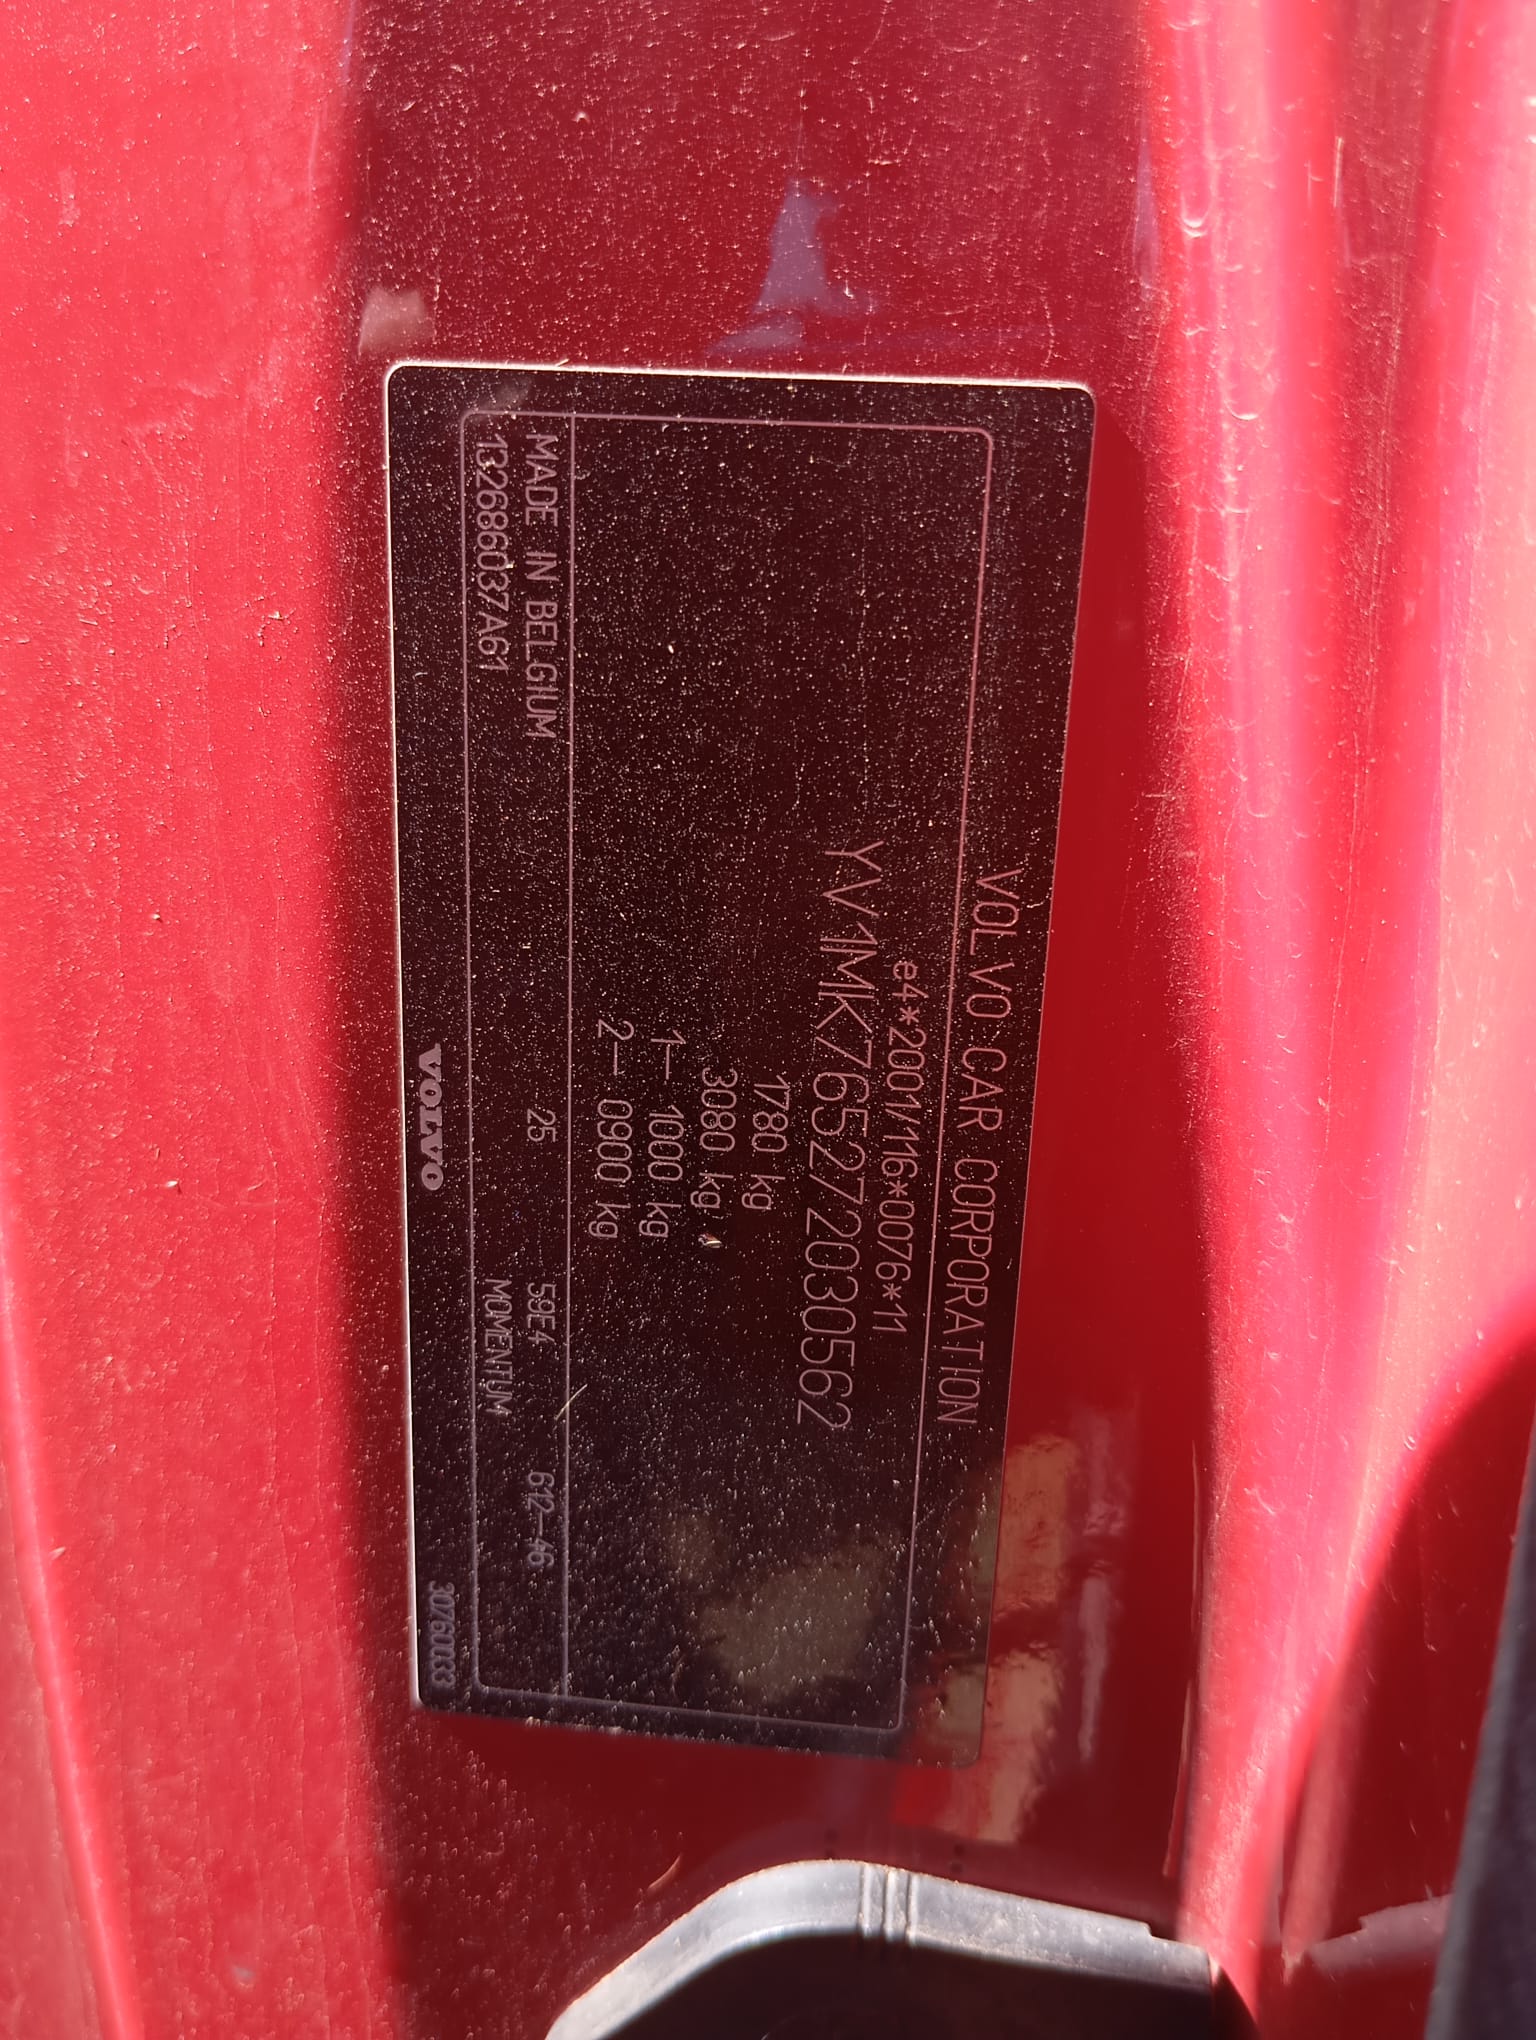 VOLVO CAR CORPORATION
e4*2001/116*0076*11
YV1MK765272030562
1780 kg
3080 kg
1— 1000 kg
2— 0900 kg
MADE IN BELGIUM 25 59E4 612-46
132686037A61 MOMENTUM
VOLVO 30760033